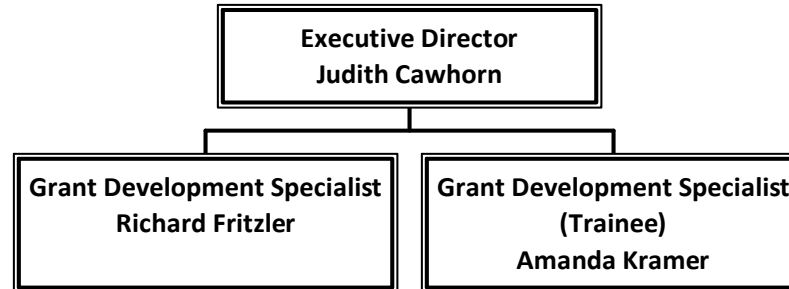 Executive Director
Judith Cawhorn
Grant Development Specialist
Richard Fritzler
Grant Development Specialist
(Trainee)
Amanda Kramer